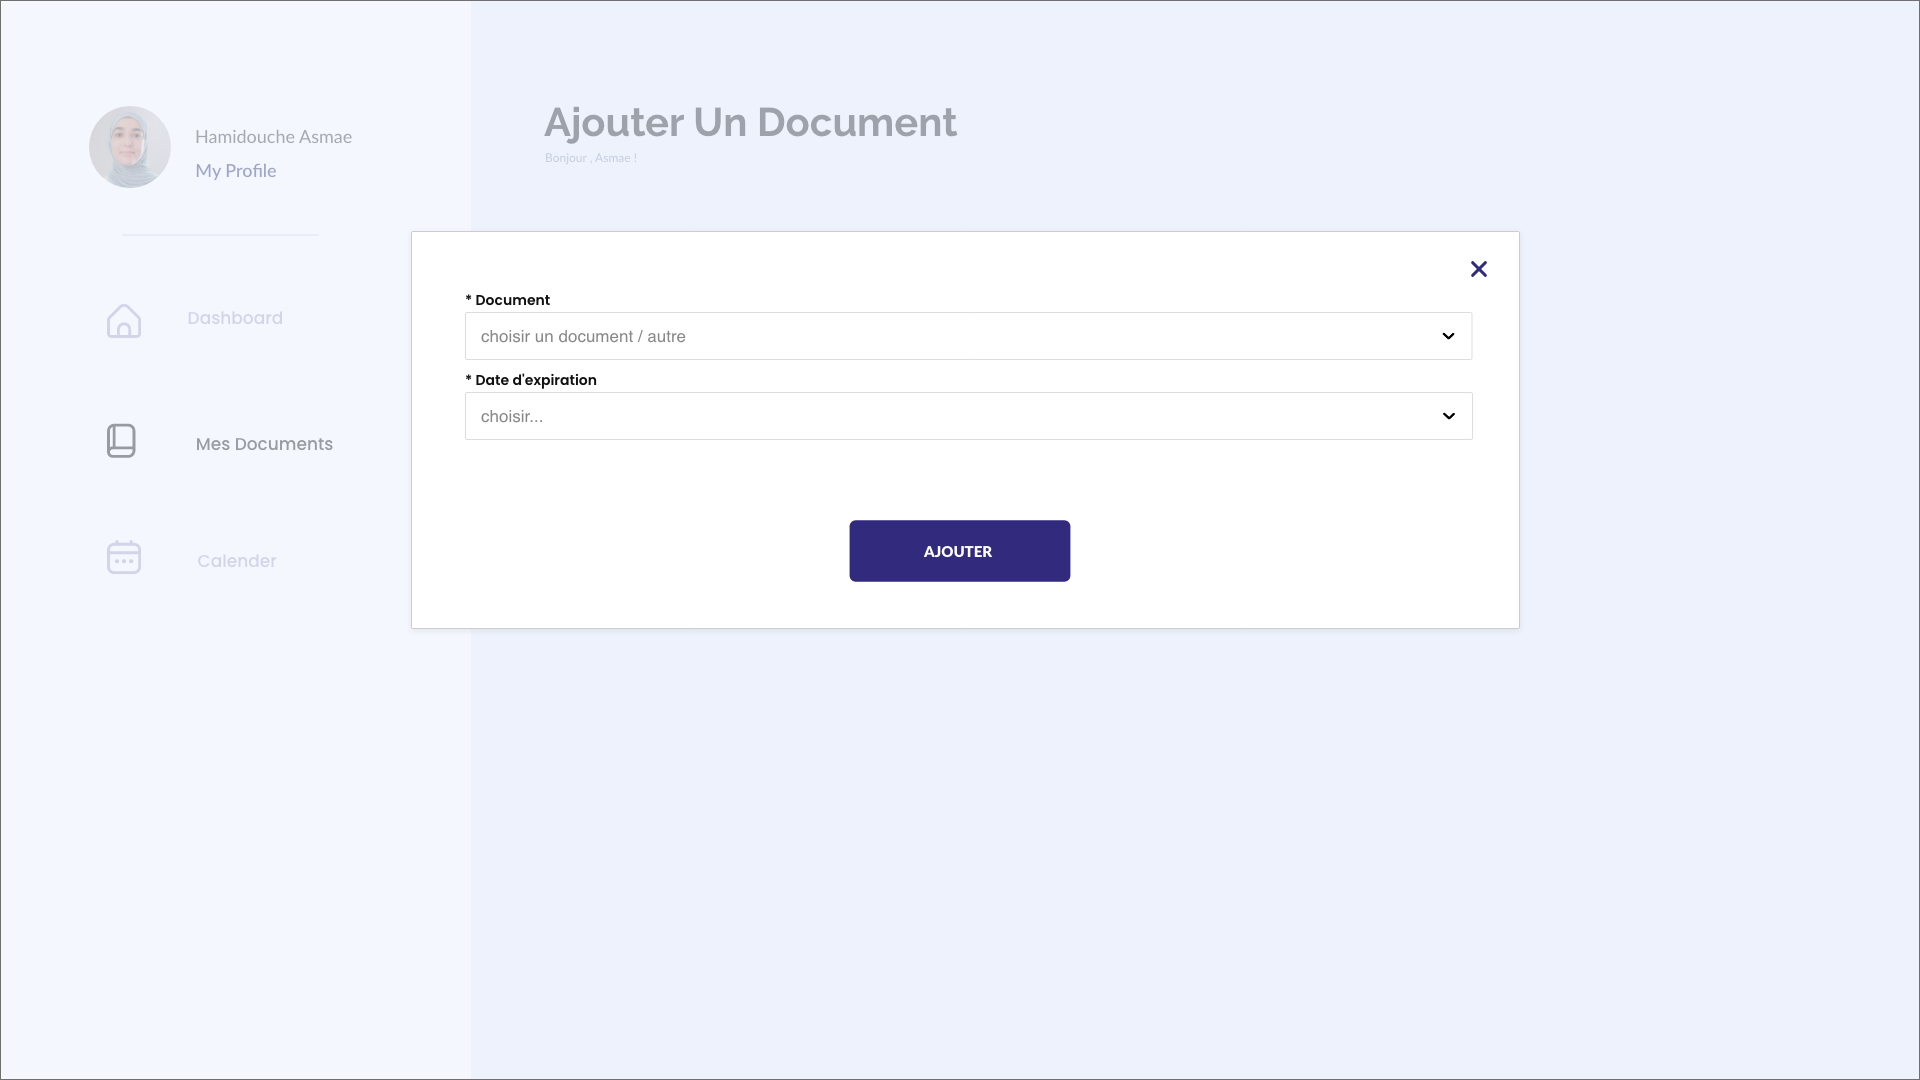 Hamidouche Asmae
My Profile
Dashboard
Mes Documents
Calender
Ajouter Un Document
Bonjour , Asmae !
* Document
choisir un document / autre
* Date d'expiration
choisir...
AJOUTER